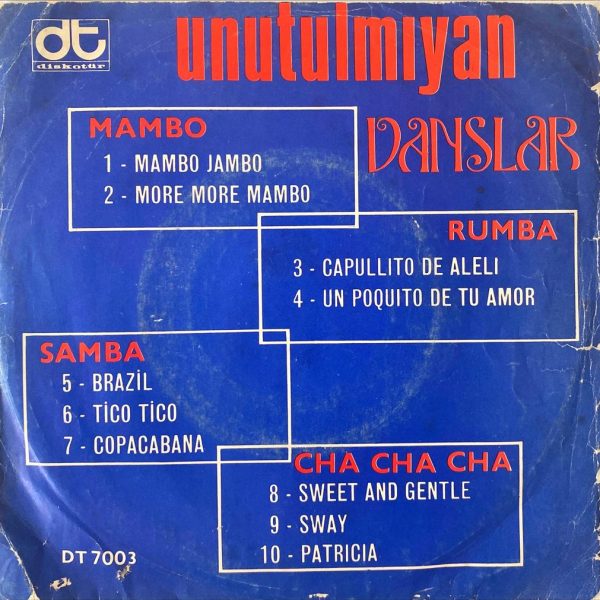 dt
diskotür
unutulmıyan
DANSLAR
MAMBO
1 - MAMBO JAMBO
2 - MORE MORE MAMBO
RUMBA
3 - CAPULLITO DE ALELI
4 - UN POQUITO DE TU AMOR
SAMBA
5 - BRAZİL
6 - TİCO TİCO
7 - COPACABANA
CHA CHA CHA
8 - SWEET AND GENTLE
9 - SWAY
10 - PATRICIA
DT 7003